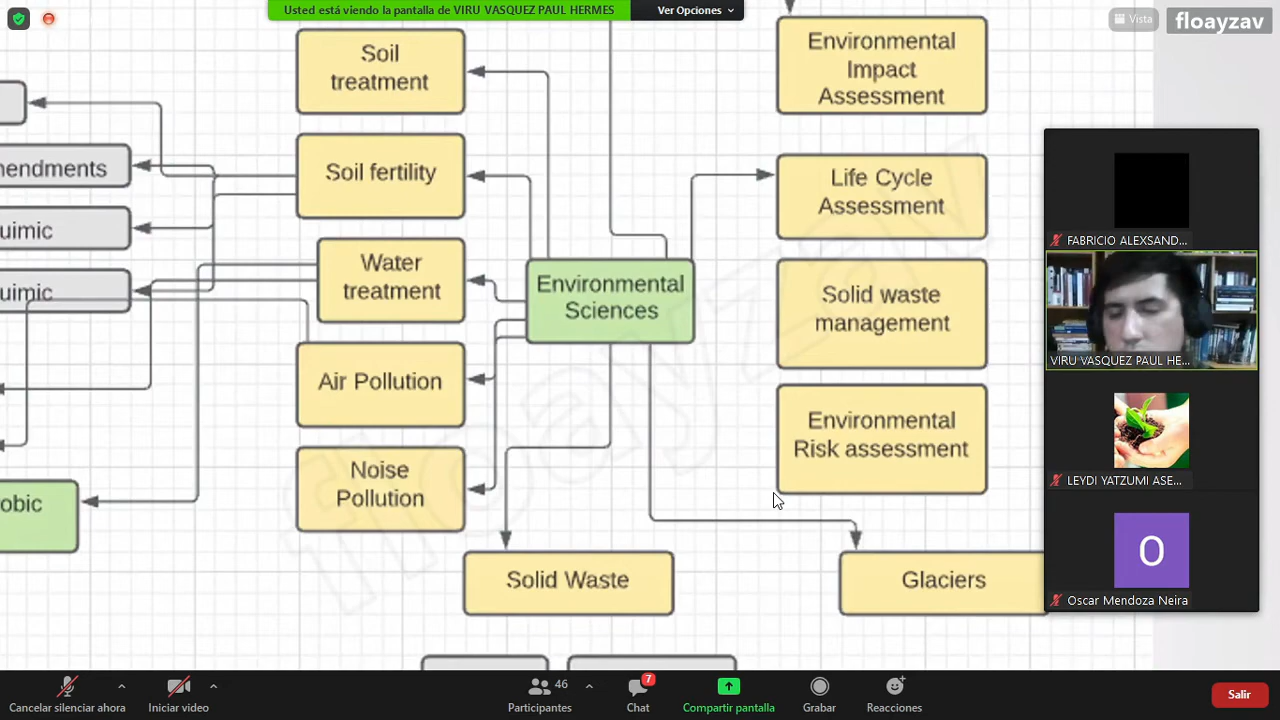 Usted está viendo la pantalla de VIRU VASQUEZ PAUL HERMES
Ver Opciones
Vista
floayzav
Soil
treatment
Environmental
Impact
Assessment
mendments
Soil fertility
Life Cycle
Assessment
uimic
Water
treatment
Environmental
Sciences
Solid waste
management
uimic
Air Pollution
Environmental
Risk assessment
Noise
Pollution
obic
Solid Waste
Glaciers
floayzav
FABRICIO ALEXSAND...
VIRU VASQUEZ PAUL HE...
LEYDI YATZUMI ASE...
O
Oscar Mendoza Neira
Cancelar silenciar ahora
Iniciar video
46
Participantes
7
Chat
Compartir pantalla
Grabar
Reacciones
Salir